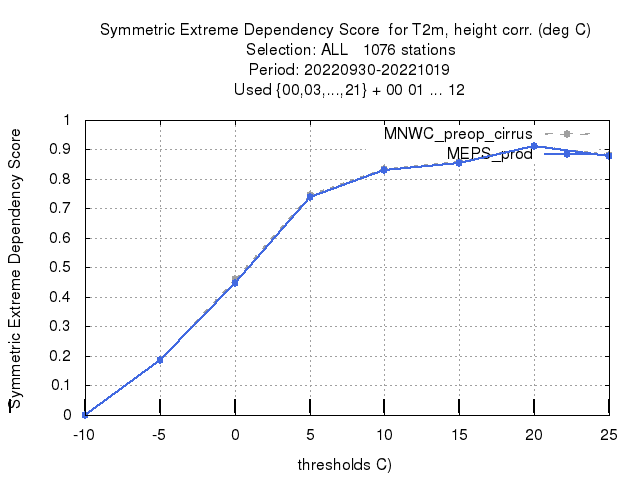 Symmetric Extreme Dependency Score  for T2m, height corr. (deg C)
Selection: ALL   1076 stations
Period: 20220930-20221019
Used {00,03,...,21} + 00 01 ... 12
Symmetric Extreme Dependency Score
MNWC_preop_cirrus
MEPS_prod
1
0.9
0.8
0.7
0.6
0.5
0.4
0.3
0.2
0.1
0
-10 -5 0 5 10 15 20 25
thresholds C)